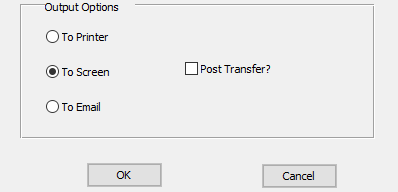 Output Options
To Printer
To Screen
Post Transfer?
To Email
OK
Cancel